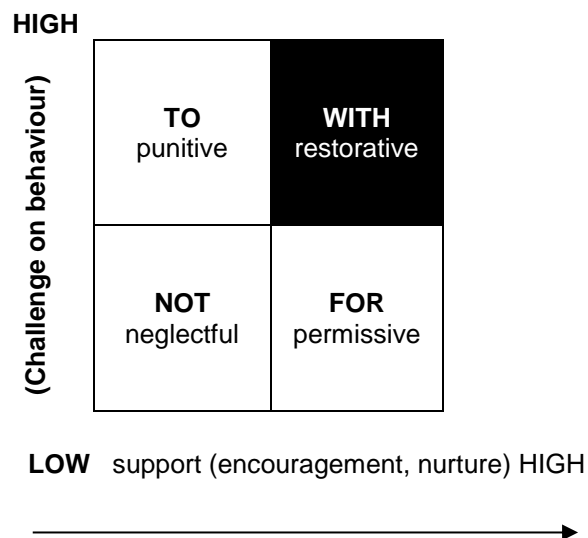 HIGH
(Challenge on behaviour)
TO
punitive
WITH
restorative
NOT
neglectful
FOR
permissive
LOW support (encouragement, nurture) HIGH